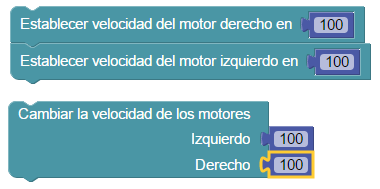 Establecer velocidad del motor derecho en 100
Establecer velocidad del motor izquierdo en 100
Cambiar la velocidad de los motores
Izquierdo 100
Derecho 100